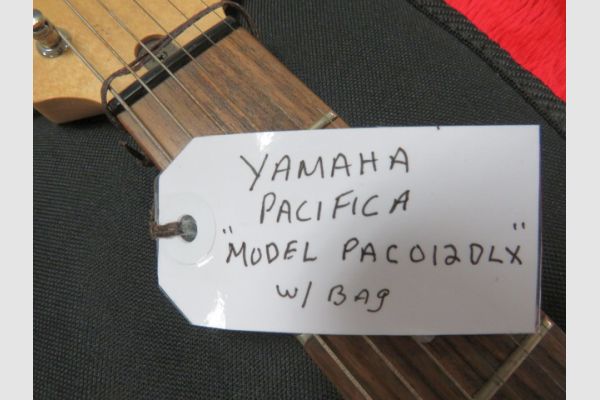 YAMAHA
PACIFICA
"MODEL PAC012DLX"
W/ BAg